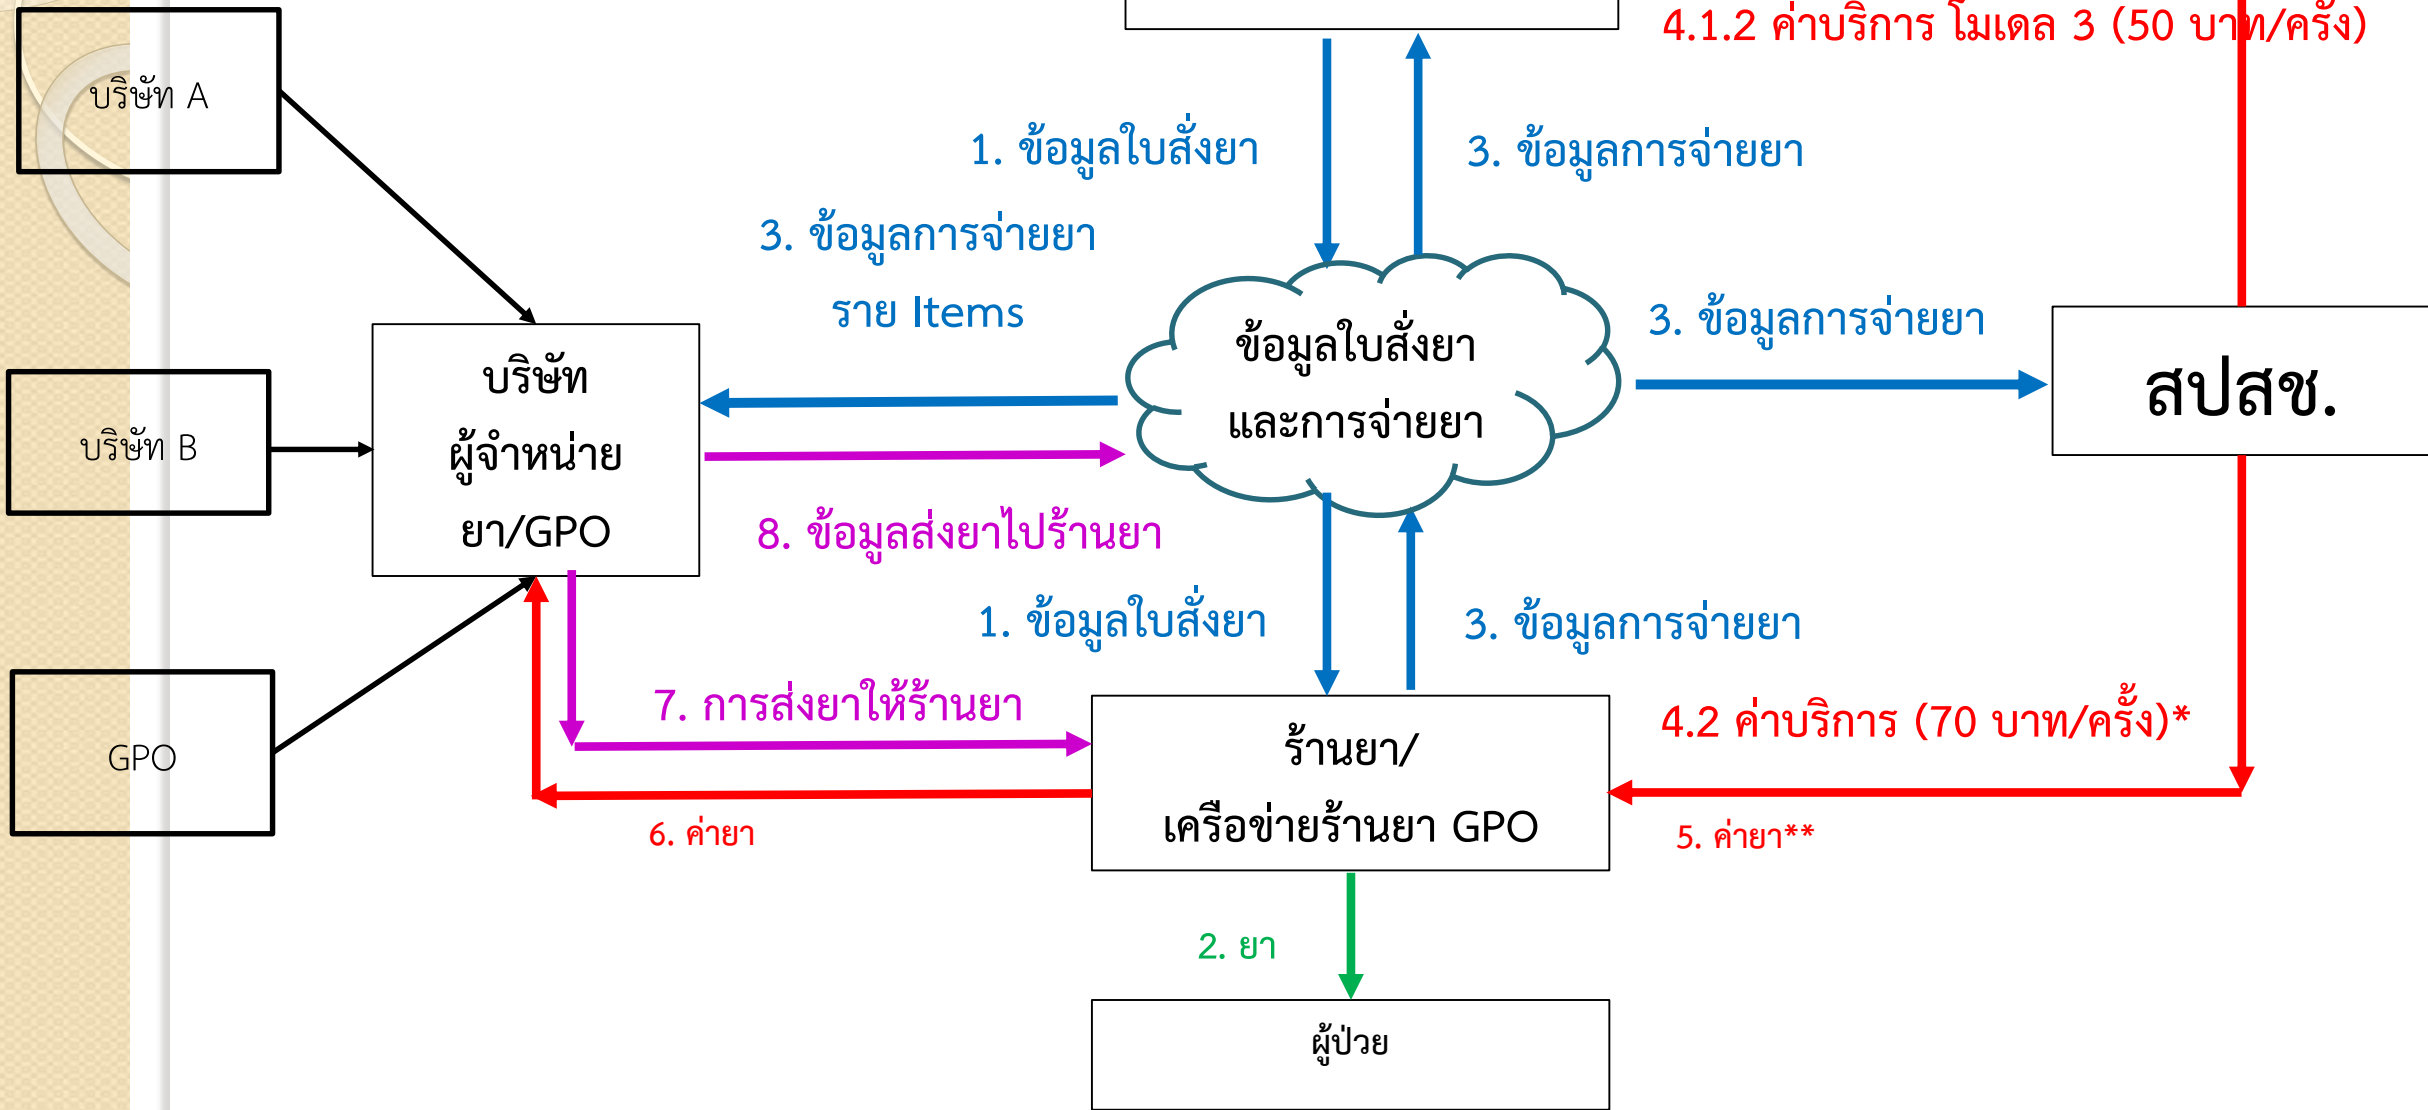 4.1.2 ค่าบริการ โมเดล 3 (50 บาท/ครั้ง)
บริษัท A
1. ข้อมูลใบสั่งยา
3. ข้อมูลการจ่ายยา
3. ข้อมูลการจ่ายยา
ราย Items
ข้อมูลใบสั่งยา
และการจ่ายยา
3. ข้อมูลการจ่ายยา
สปสช.
บริษัท
ผู้จำหน่าย
ยา/GPO
บริษัท B
8. ข้อมูลส่งยาไปร้านยา
1. ข้อมูลใบสั่งยา
3. ข้อมูลการจ่ายยา
7. การส่งยาให้ร้านยา
4.2 ค่าบริการ (70 บาท/ครั้ง)*
GPO
ร้านยา/
เครือข่ายร้านยา GPO
6. ค่ายา
5. ค่ายา**
2. ยา
ผู้ป่วย